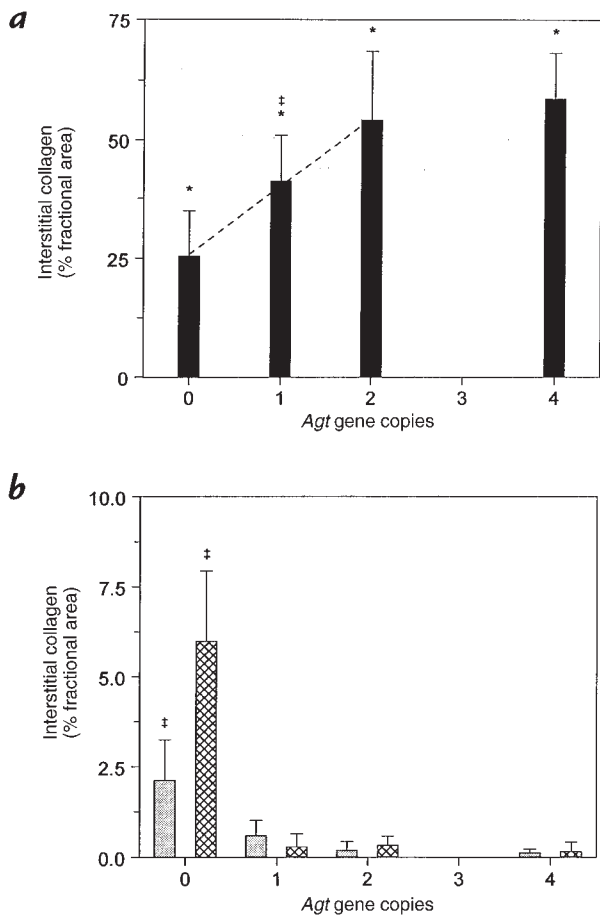 a
75
50
25
0
Interstitial collagen
(% fractional area)
*
‡
*
*
*
0 1 2 3 4
Agt gene copies
b
10.0
7.5
5.0
2.5
0.0
Interstitial collagen
(% fractional area)
‡
‡
0 1 2 3 4
Agt gene copies